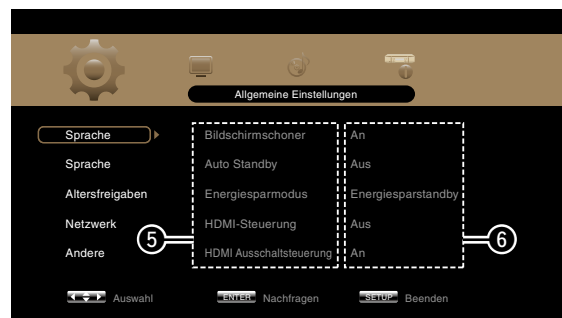 Allgemeine Einstellungen
Sprache Bildschirmschoner An
Sprache Auto Standby Aus
Altersfreigaben Energiesparmodus Energiesparstandby
Netzwerk HDMI-Steuerung Aus
5 6
Andere HDMI Ausschaltsteuerung An
Auswahl ENTER Nachfragen SETUP Beenden